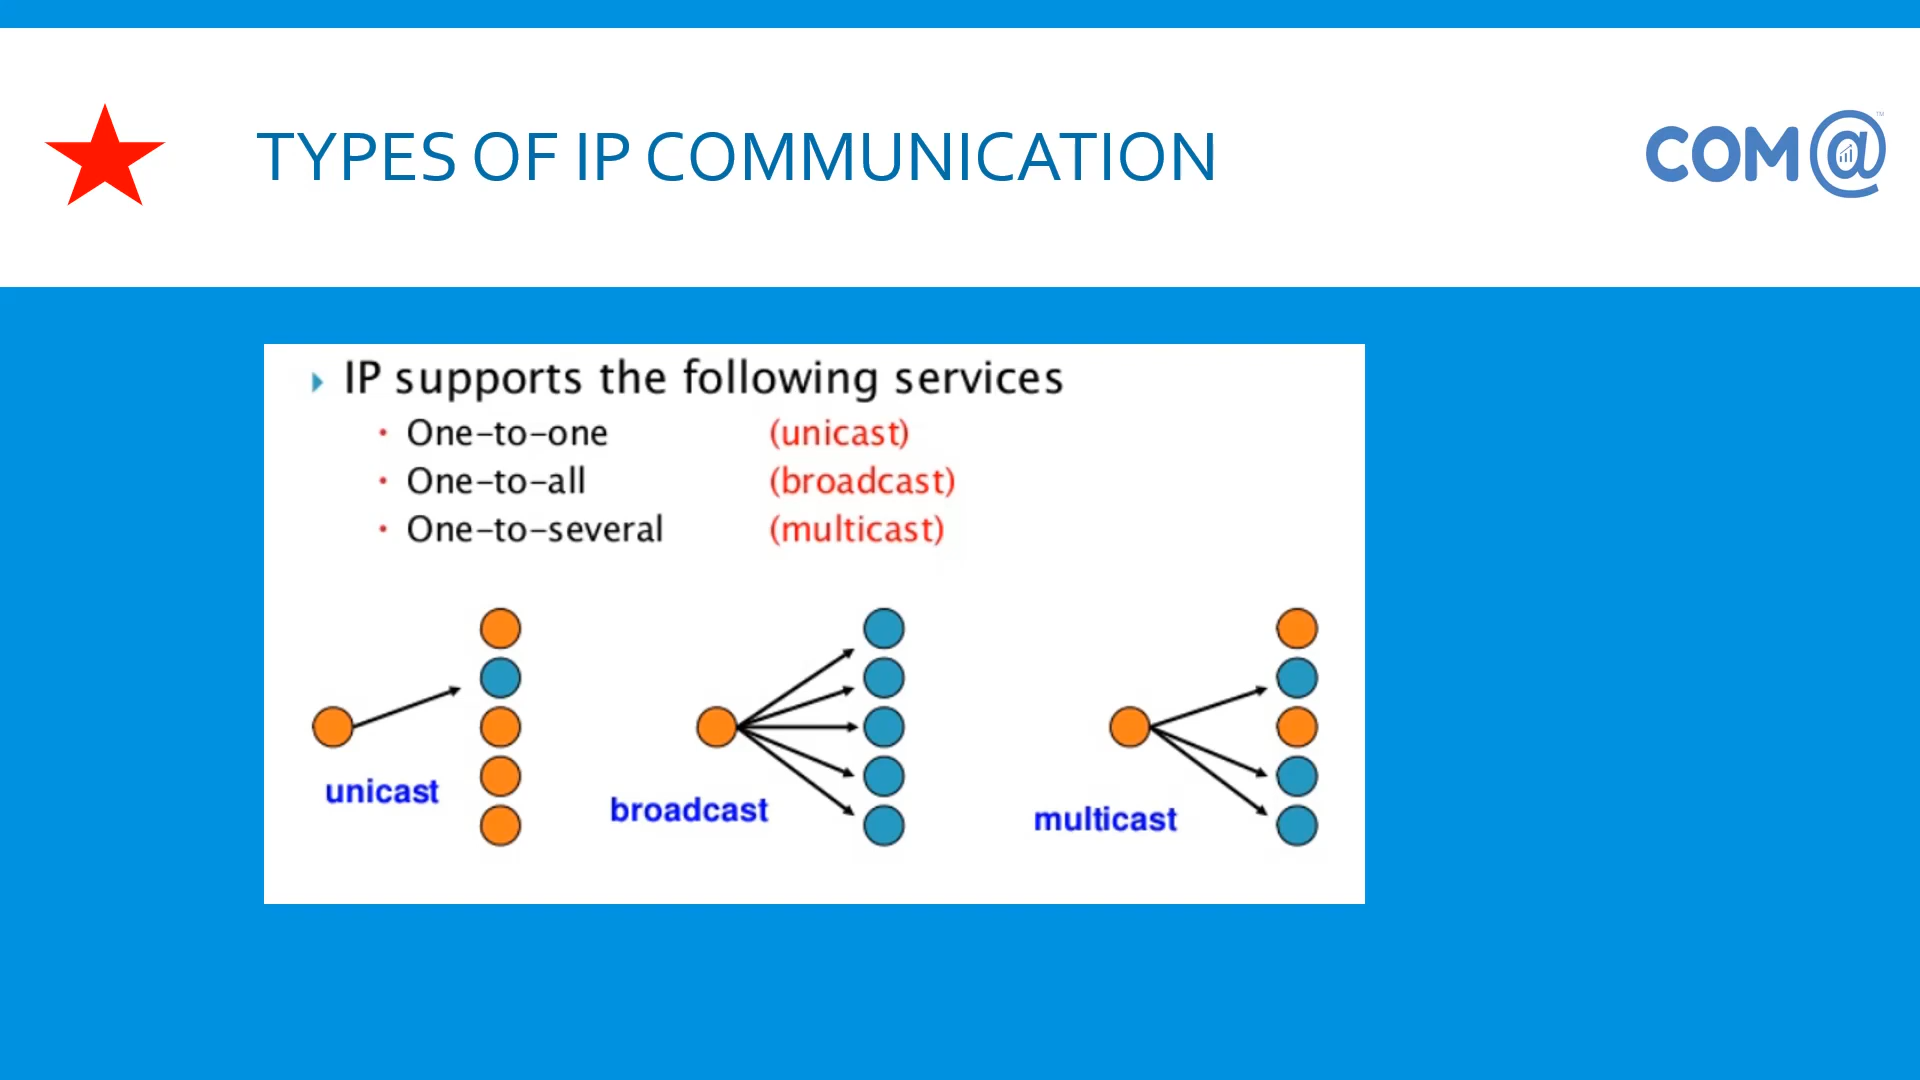 TYPES OF IP COMMUNICATION
COM@™
IP supports the following services
One-to-one (unicast)
One-to-all (broadcast)
One-to-several (multicast)
unicast
broadcast
multicast